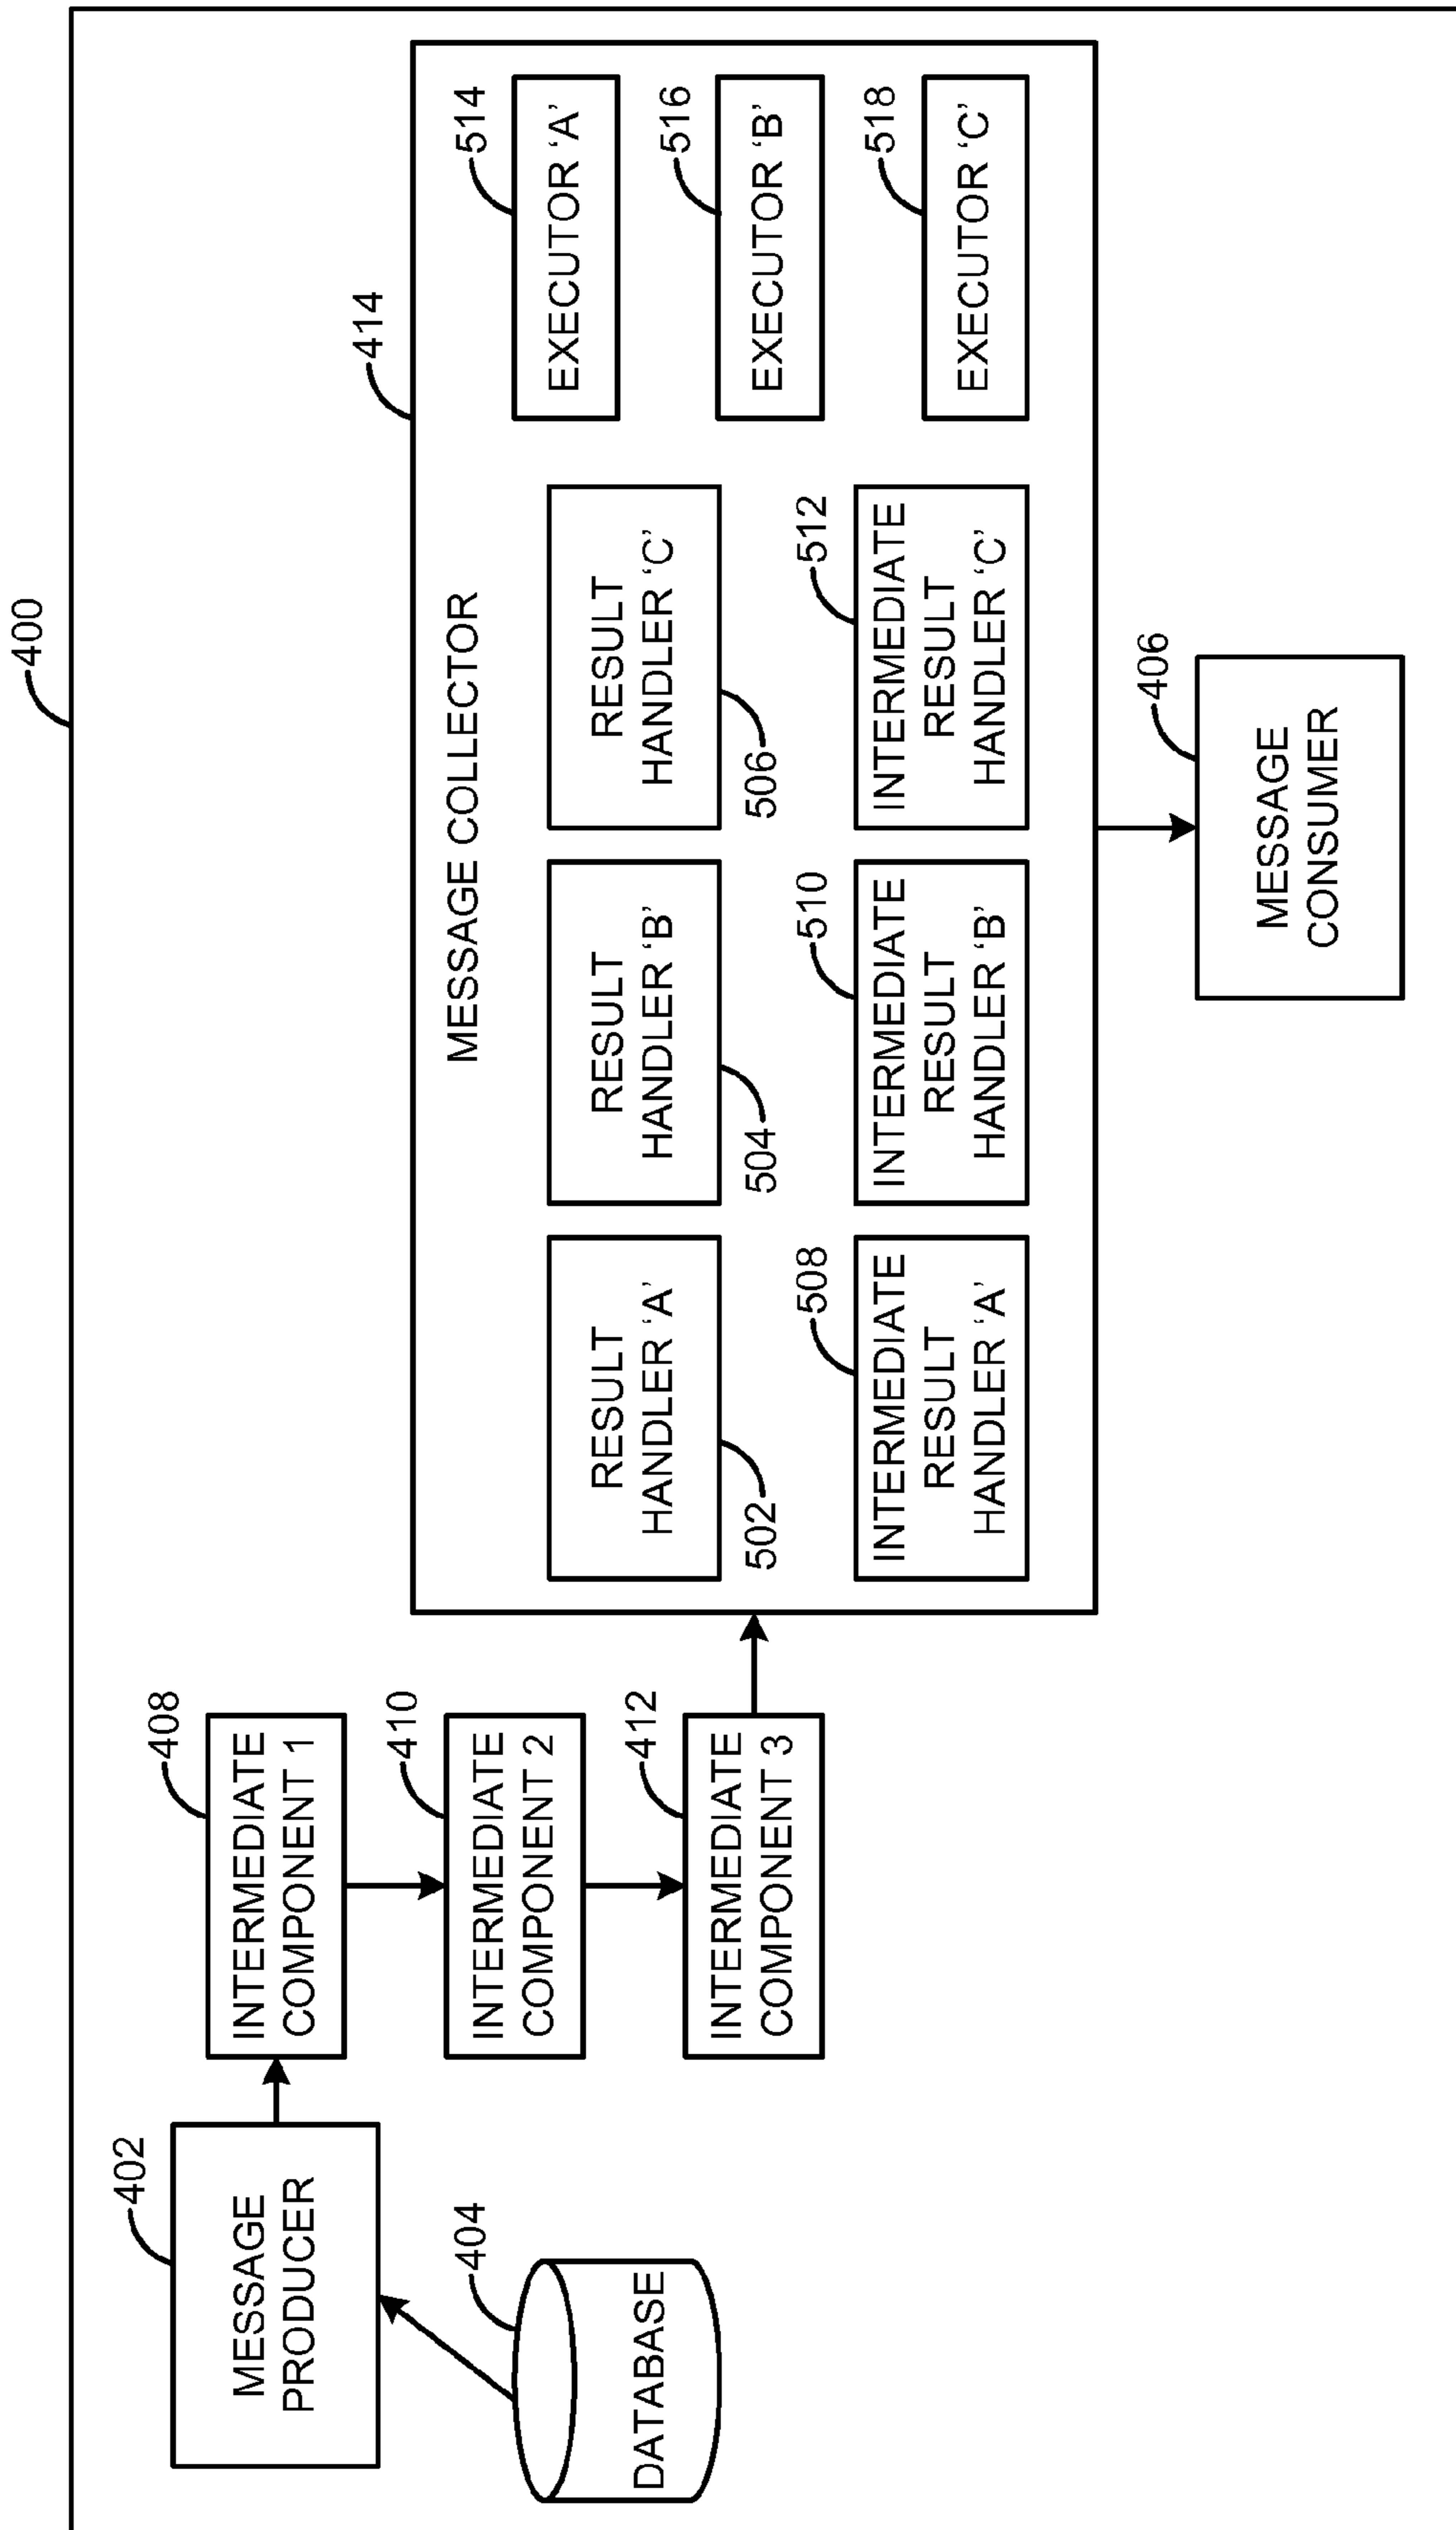 400
402
MESSAGE
PRODUCER
404
DATABASE
408
INTERMEDIATE
COMPONENT 1
410
INTERMEDIATE
COMPONENT 2
412
INTERMEDIATE
COMPONENT 3
414
MESSAGE COLLECTOR
RESULT
HANDLER 'A'
502
RESULT
HANDLER 'B'
504
RESULT
HANDLER 'C'
506
508
INTERMEDIATE
RESULT
HANDLER 'A'
510
INTERMEDIATE
RESULT
HANDLER 'B'
512
INTERMEDIATE
RESULT
HANDLER 'C'
514
EXECUTOR 'A'
516
EXECUTOR 'B'
518
EXECUTOR 'C'
406
MESSAGE
CONSUMER